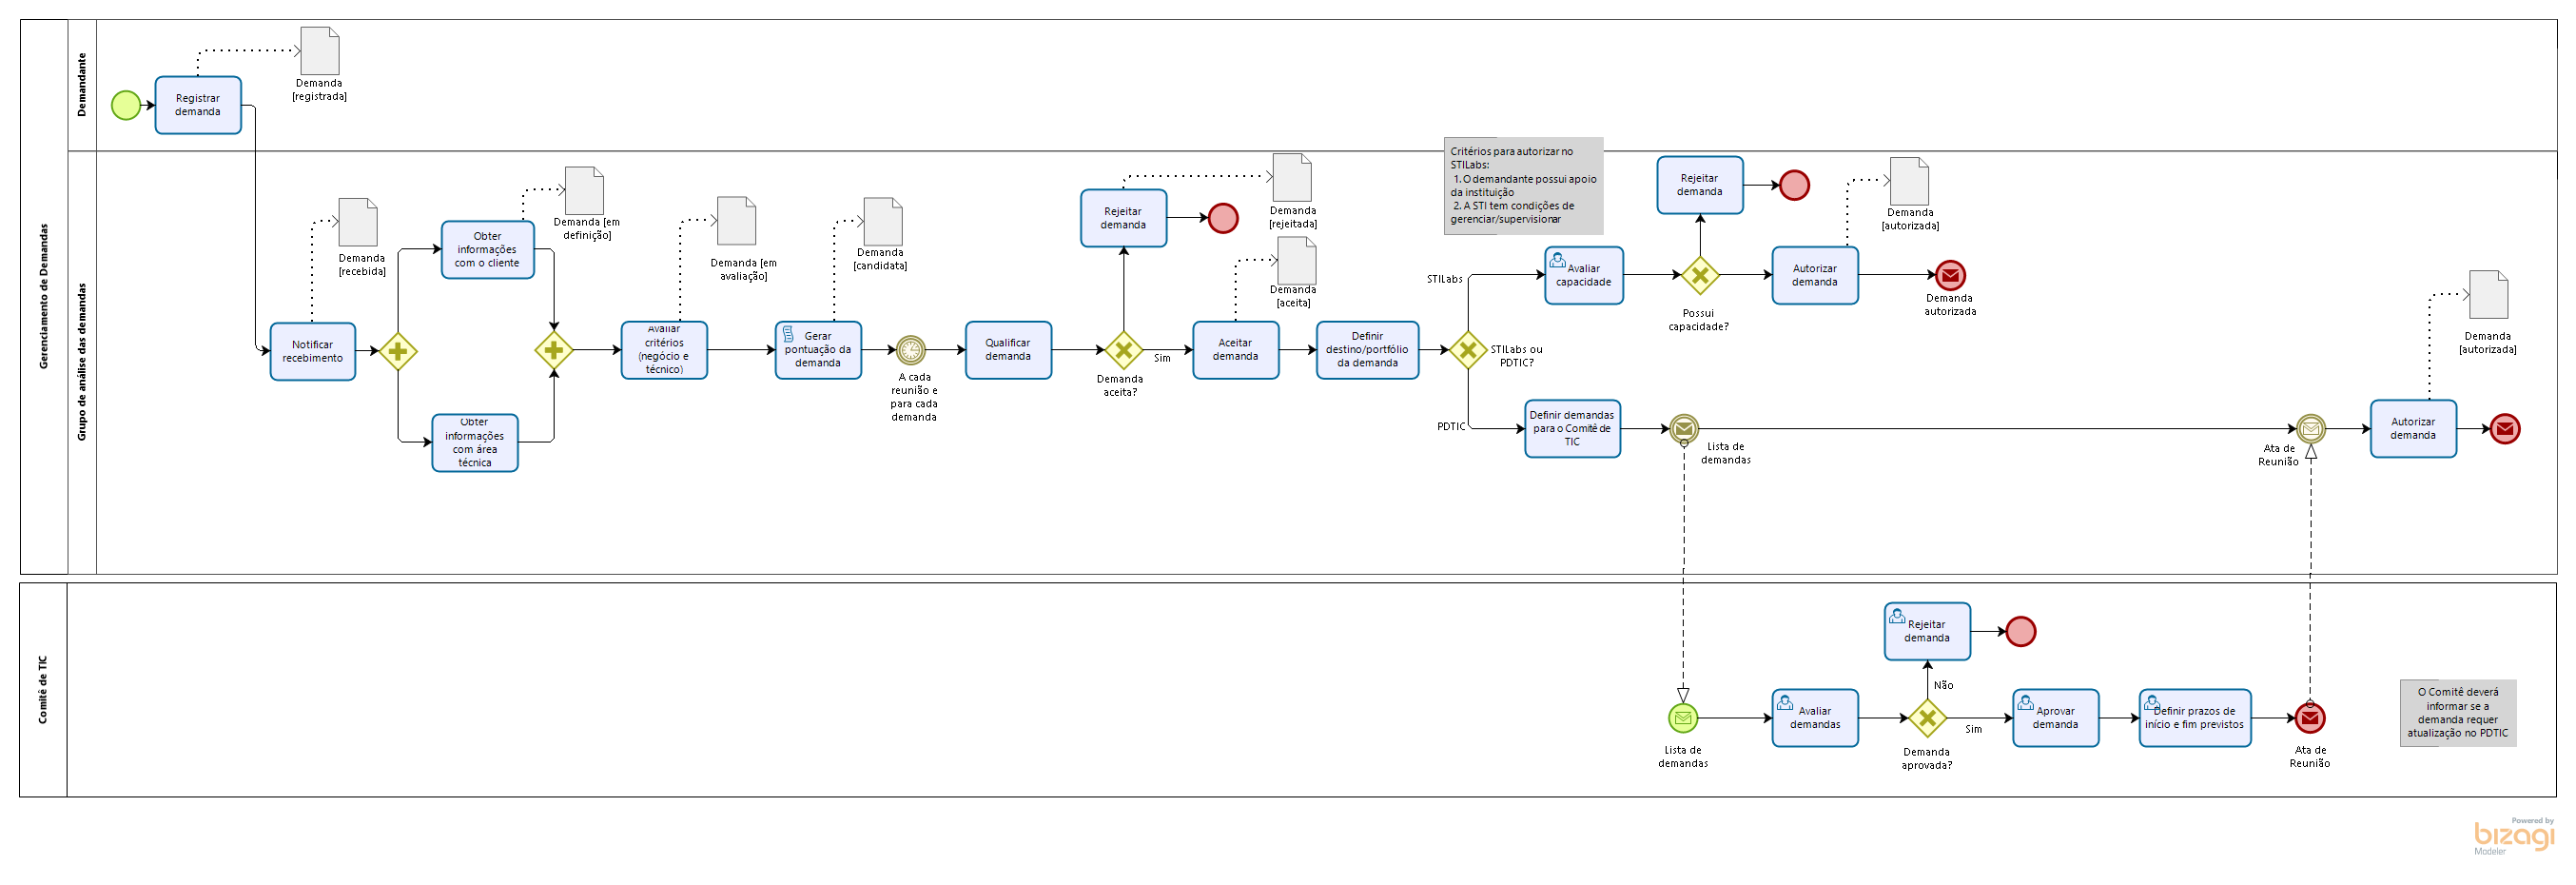 Gerenciamento de Demandas
Demandante
Registrar
demanda
Demanda
[registrada]
Grupo de análise das demandas
Notificar
recebimento
Demanda
[recebida]
Obter
informações
com o cliente
Demanda [em
definição]
Obter
informações
com área
técnica
Avaliar
critérios
(negócio e
técnico)
Demanda [em
avaliação]
Gerar
pontuação da
demanda
Demanda
[candidata]
A cada
reunião e
para cada
demanda
Qualificar
demanda
Demanda
aceita?
Sim
Rejeitar
demanda
Demanda
[rejeitada]
Aceitar
demanda
Demanda
[aceita]
Definir
destino/portfólio
da demanda
STILabs ou
PDTIC?
STILabs
PDTIC
Critérios para autorizar no
STILabs:
1. O demandante possui apoio
da instituição
2. A STI tem condições de
gerenciar/supervisionar
Avaliar
capacidade
Possui
capacidade?
Rejeitar
demanda
Autorizar
demanda
Demanda
[autorizada]
Demanda
autorizada
Definir demandas
para o Comitê de
TIC
Lista de
demandas
Ata de
Reunião
Autorizar
demanda
Demanda
[autorizada]
Comitê de TIC
Lista de
demandas
Avaliar
demandas
Demanda
aprovada?
Não
Rejeitar
demanda
Sim
Aprovar
demanda
Definir prazos de
início e fim previstos
Ata de
Reunião
O Comitê deverá
informar se a
demanda requer
atualização no PDTIC
Powered by
bizagi
Modeler